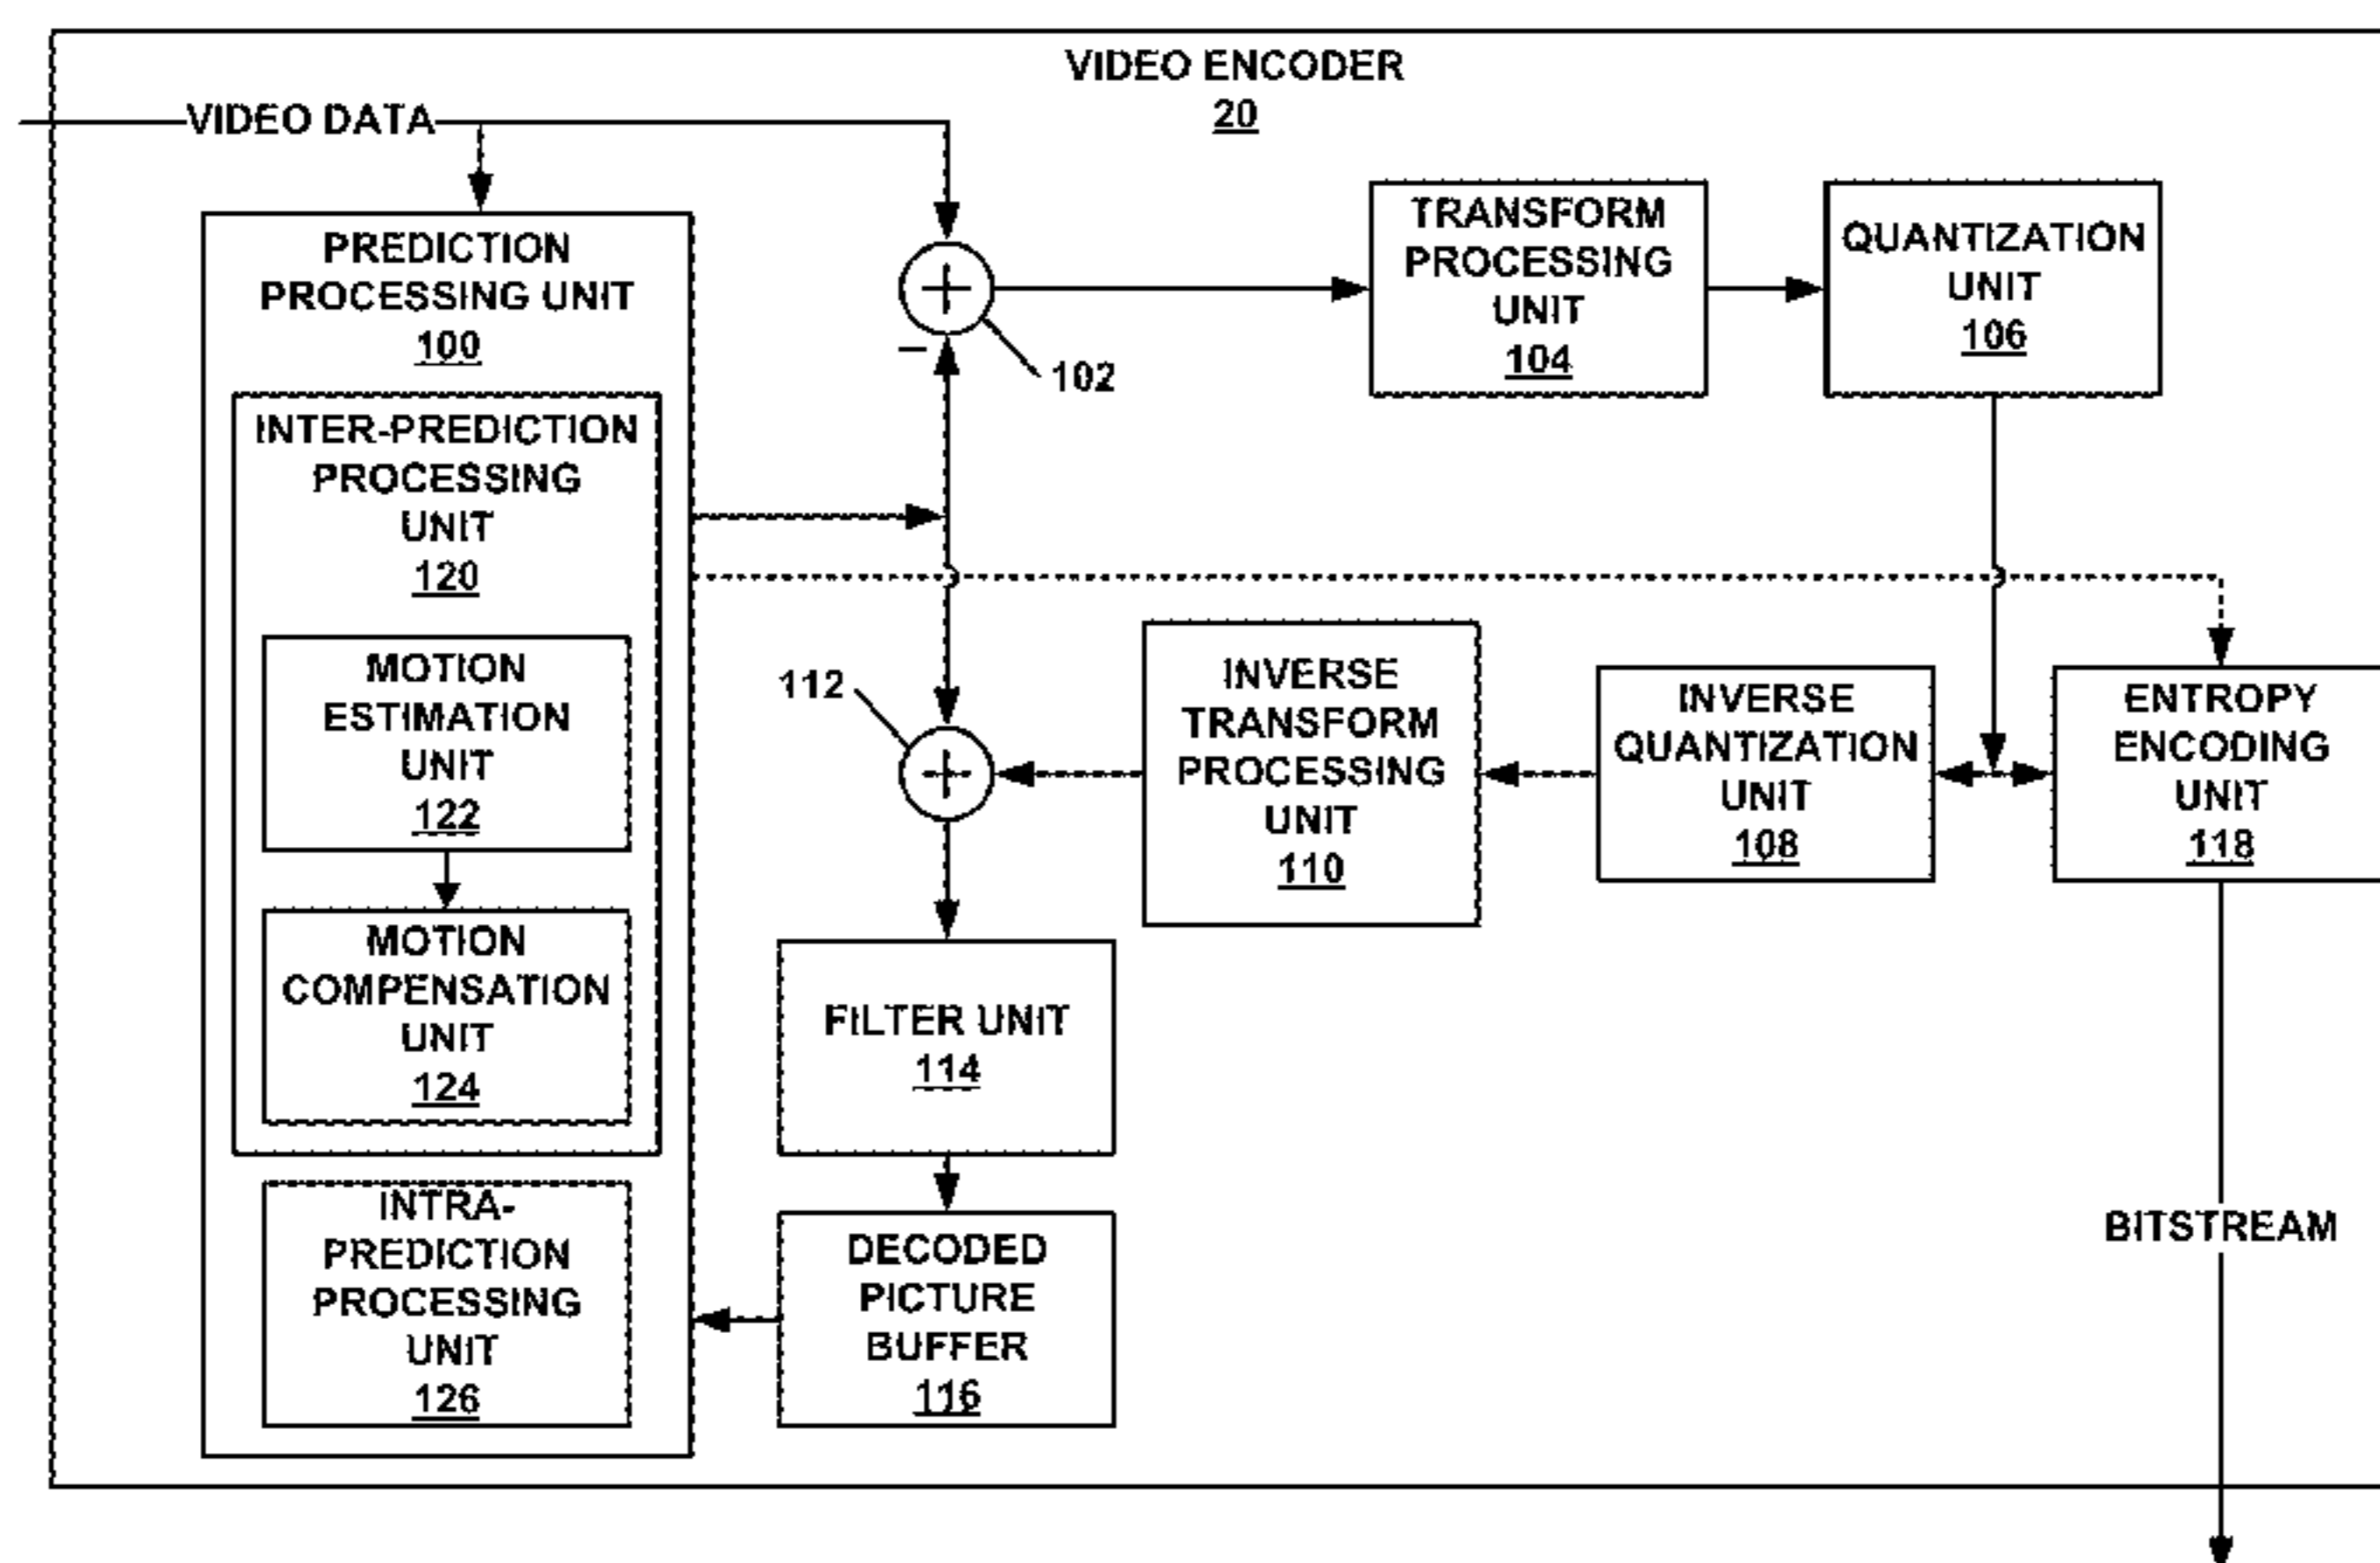 VIDEO ENCODER
20
VIDEO DATA
PREDICTION
PROCESSING UNIT
100
INTER-PREDICTION
PROCESSING
UNIT
120
MOTION
ESTIMATION
UNIT
122
MOTION
COMPENSATION
UNIT
124
INTRA-
PREDICTION
PROCESSING
UNIT
126
+
−
102
TRANSFORM
PROCESSING
UNIT
104
QUANTIZATION
UNIT
106
112
+
INVERSE
TRANSFORM
PROCESSING
UNIT
110
INVERSE
QUANTIZATION
UNIT
108
ENTROPY
ENCODING
UNIT
118
FILTER UNIT
114
DECODED
PICTURE
BUFFER
116
BITSTREAM